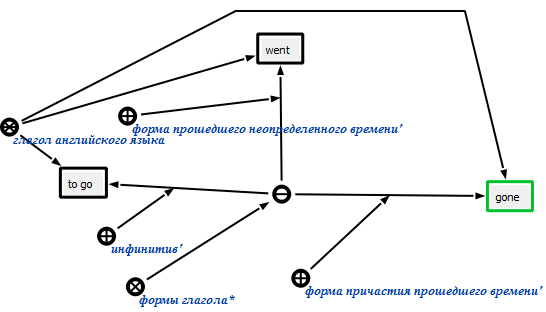 went
форма прошедшего неопределенного времени'
глагол английского языка
to go
gone
инфинитив'
формы глагола*
форма причастия прошедшего времени'